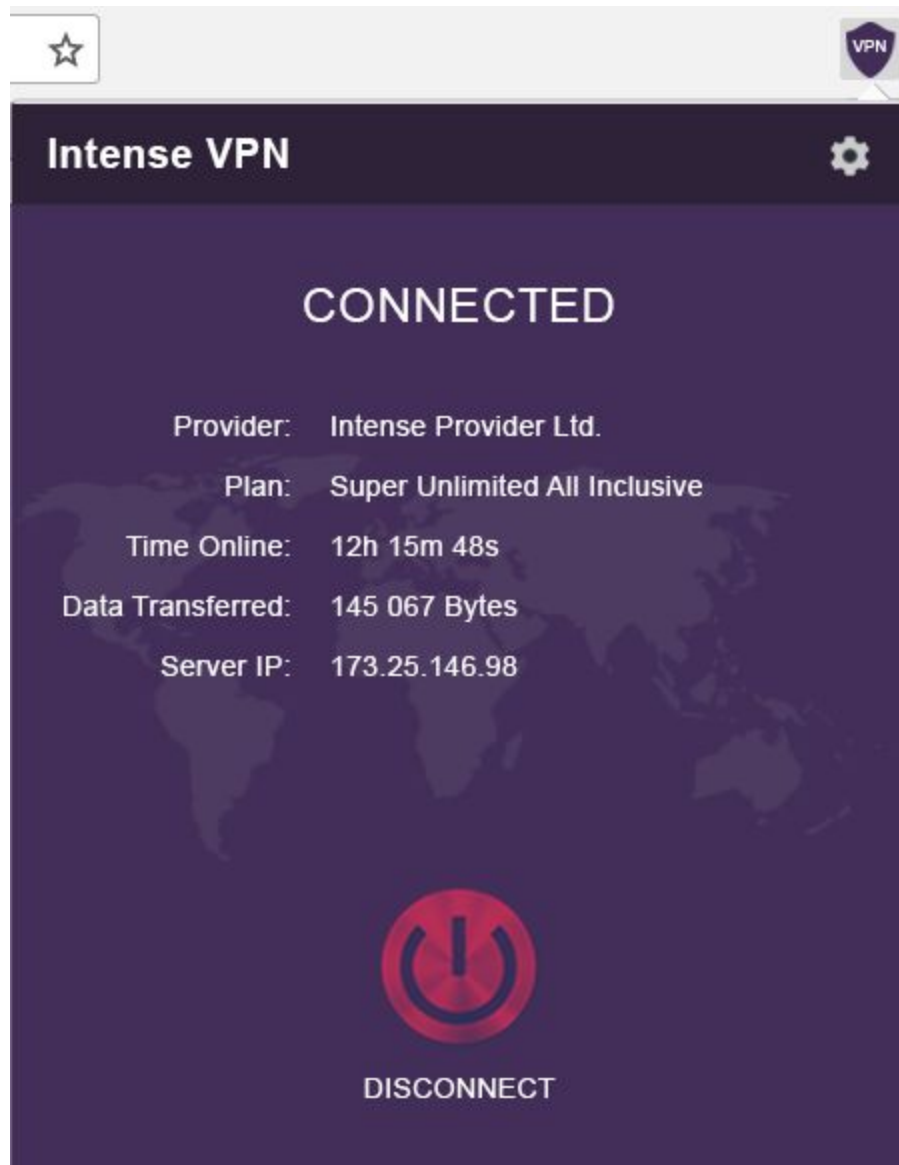 VPN
Intense VPN
CONNECTED
Provider: Intense Provider Ltd.
Plan: Super Unlimited All Inclusive
Time Online: 12h 15m 48s
Data Transferred: 145 067 Bytes
Server IP: 173.25.146.98
DISCONNECT